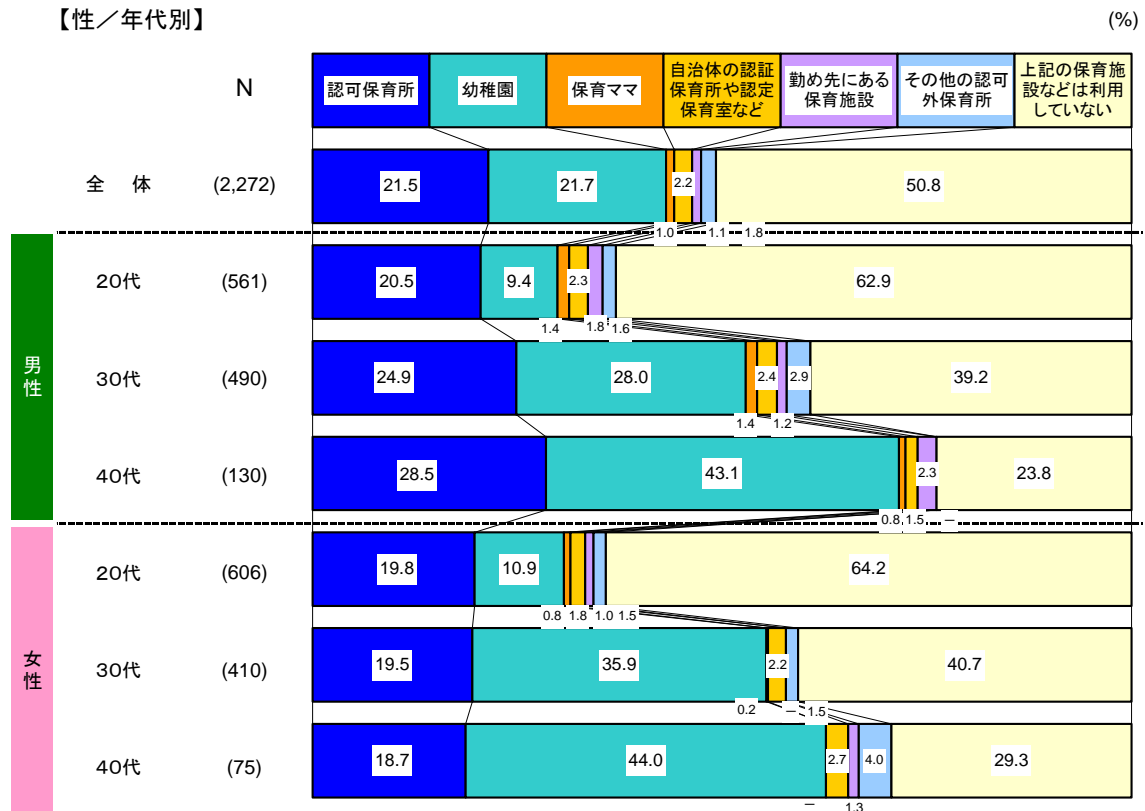 【性／年代別】 (%)
N
認可保育所
幼稚園
保育ママ
自治体の認証
保育所や認定
保育室など
勤め先にある
保育施設
その他の認可
外保育所
上記の保育施
設などは利用
していない
全 体 (2,272) 21.5 21.7 2.2 50.8
1.0 1.1 1.8
男性
20代 (561) 20.5 9.4 2.3 62.9
1.4 1.8 1.6
30代 (490) 24.9 28.0 2.4 2.9 39.2
1.4 1.2
40代 (130) 28.5 43.1 2.3 23.8
0.8 1.5 －
女性
20代 (606) 19.8 10.9 64.2
0.8 1.8 1.0 1.5
30代 (410) 19.5 35.9 2.2 40.7
0.2 － 1.5
40代 (75) 18.7 44.0 2.7 4.0 29.3
－ 1.3